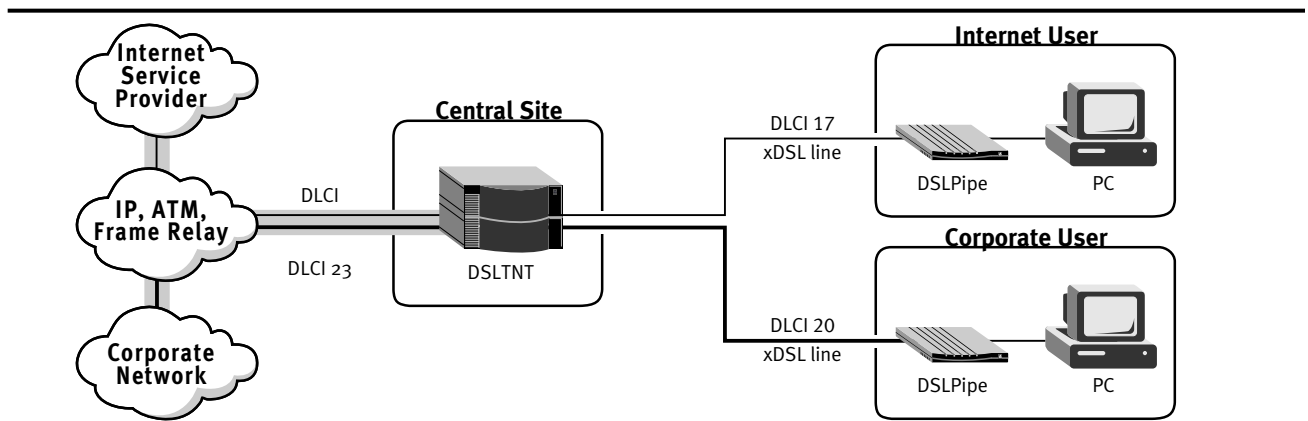 Internet
Service
Provider
IP, ATM,
Frame Relay
Corporate
Network
DLCI
DLCI 23
Central Site
DSLTNT
DLCI 17
xDSL line
DLCI 20
xDSL line
Internet User
DSLPipe
PC
Corporate User
DSLPipe
PC